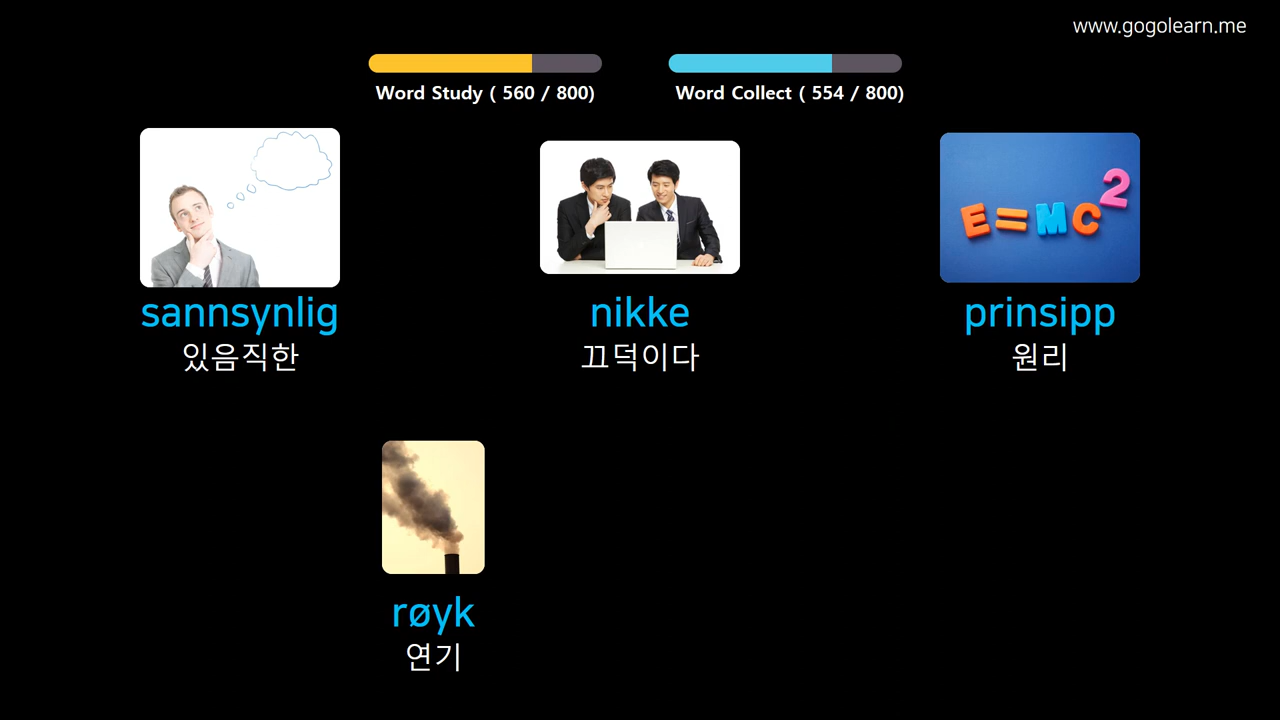 www.gogolearn.me
Word Study ( 560 / 800)
Word Collect ( 554 / 800)
E=MC2
sannsynlig
있음직한
nikke
끄덕이다
prinsipp
원리
røyk
연기